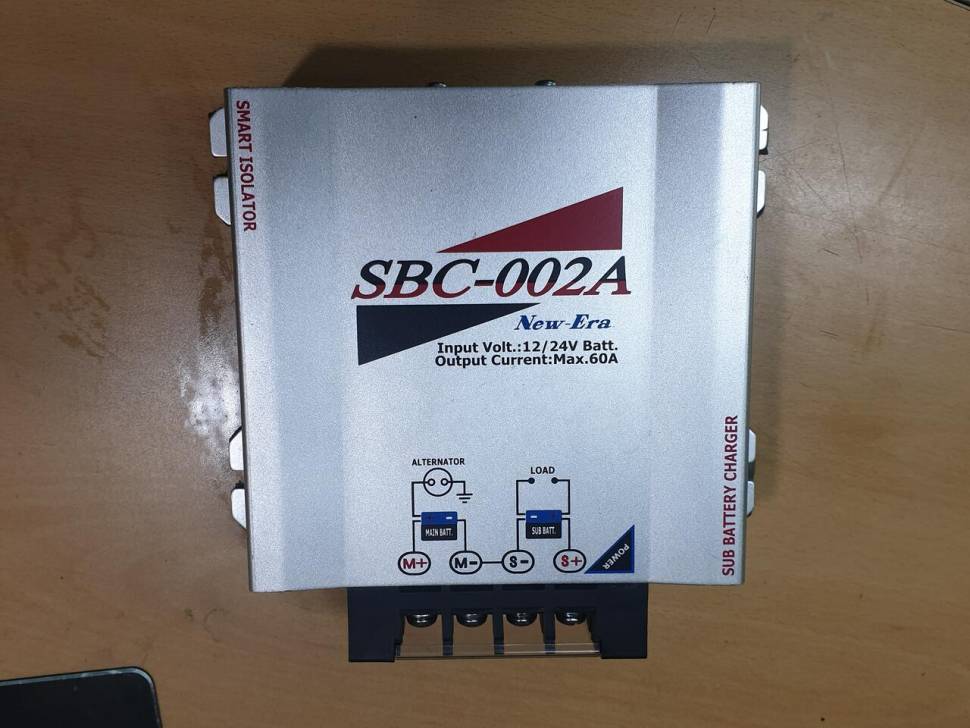 SMART ISOLATOR
SBC-002A
New-Era
Input Volt.:12/24V Batt.
Output Current:Max.60A
SUB BATTERY CHARGER
ALTERNATOR
LOAD
MAIN BATT.
SUB BATT.
M+ M- S- S+
POWER